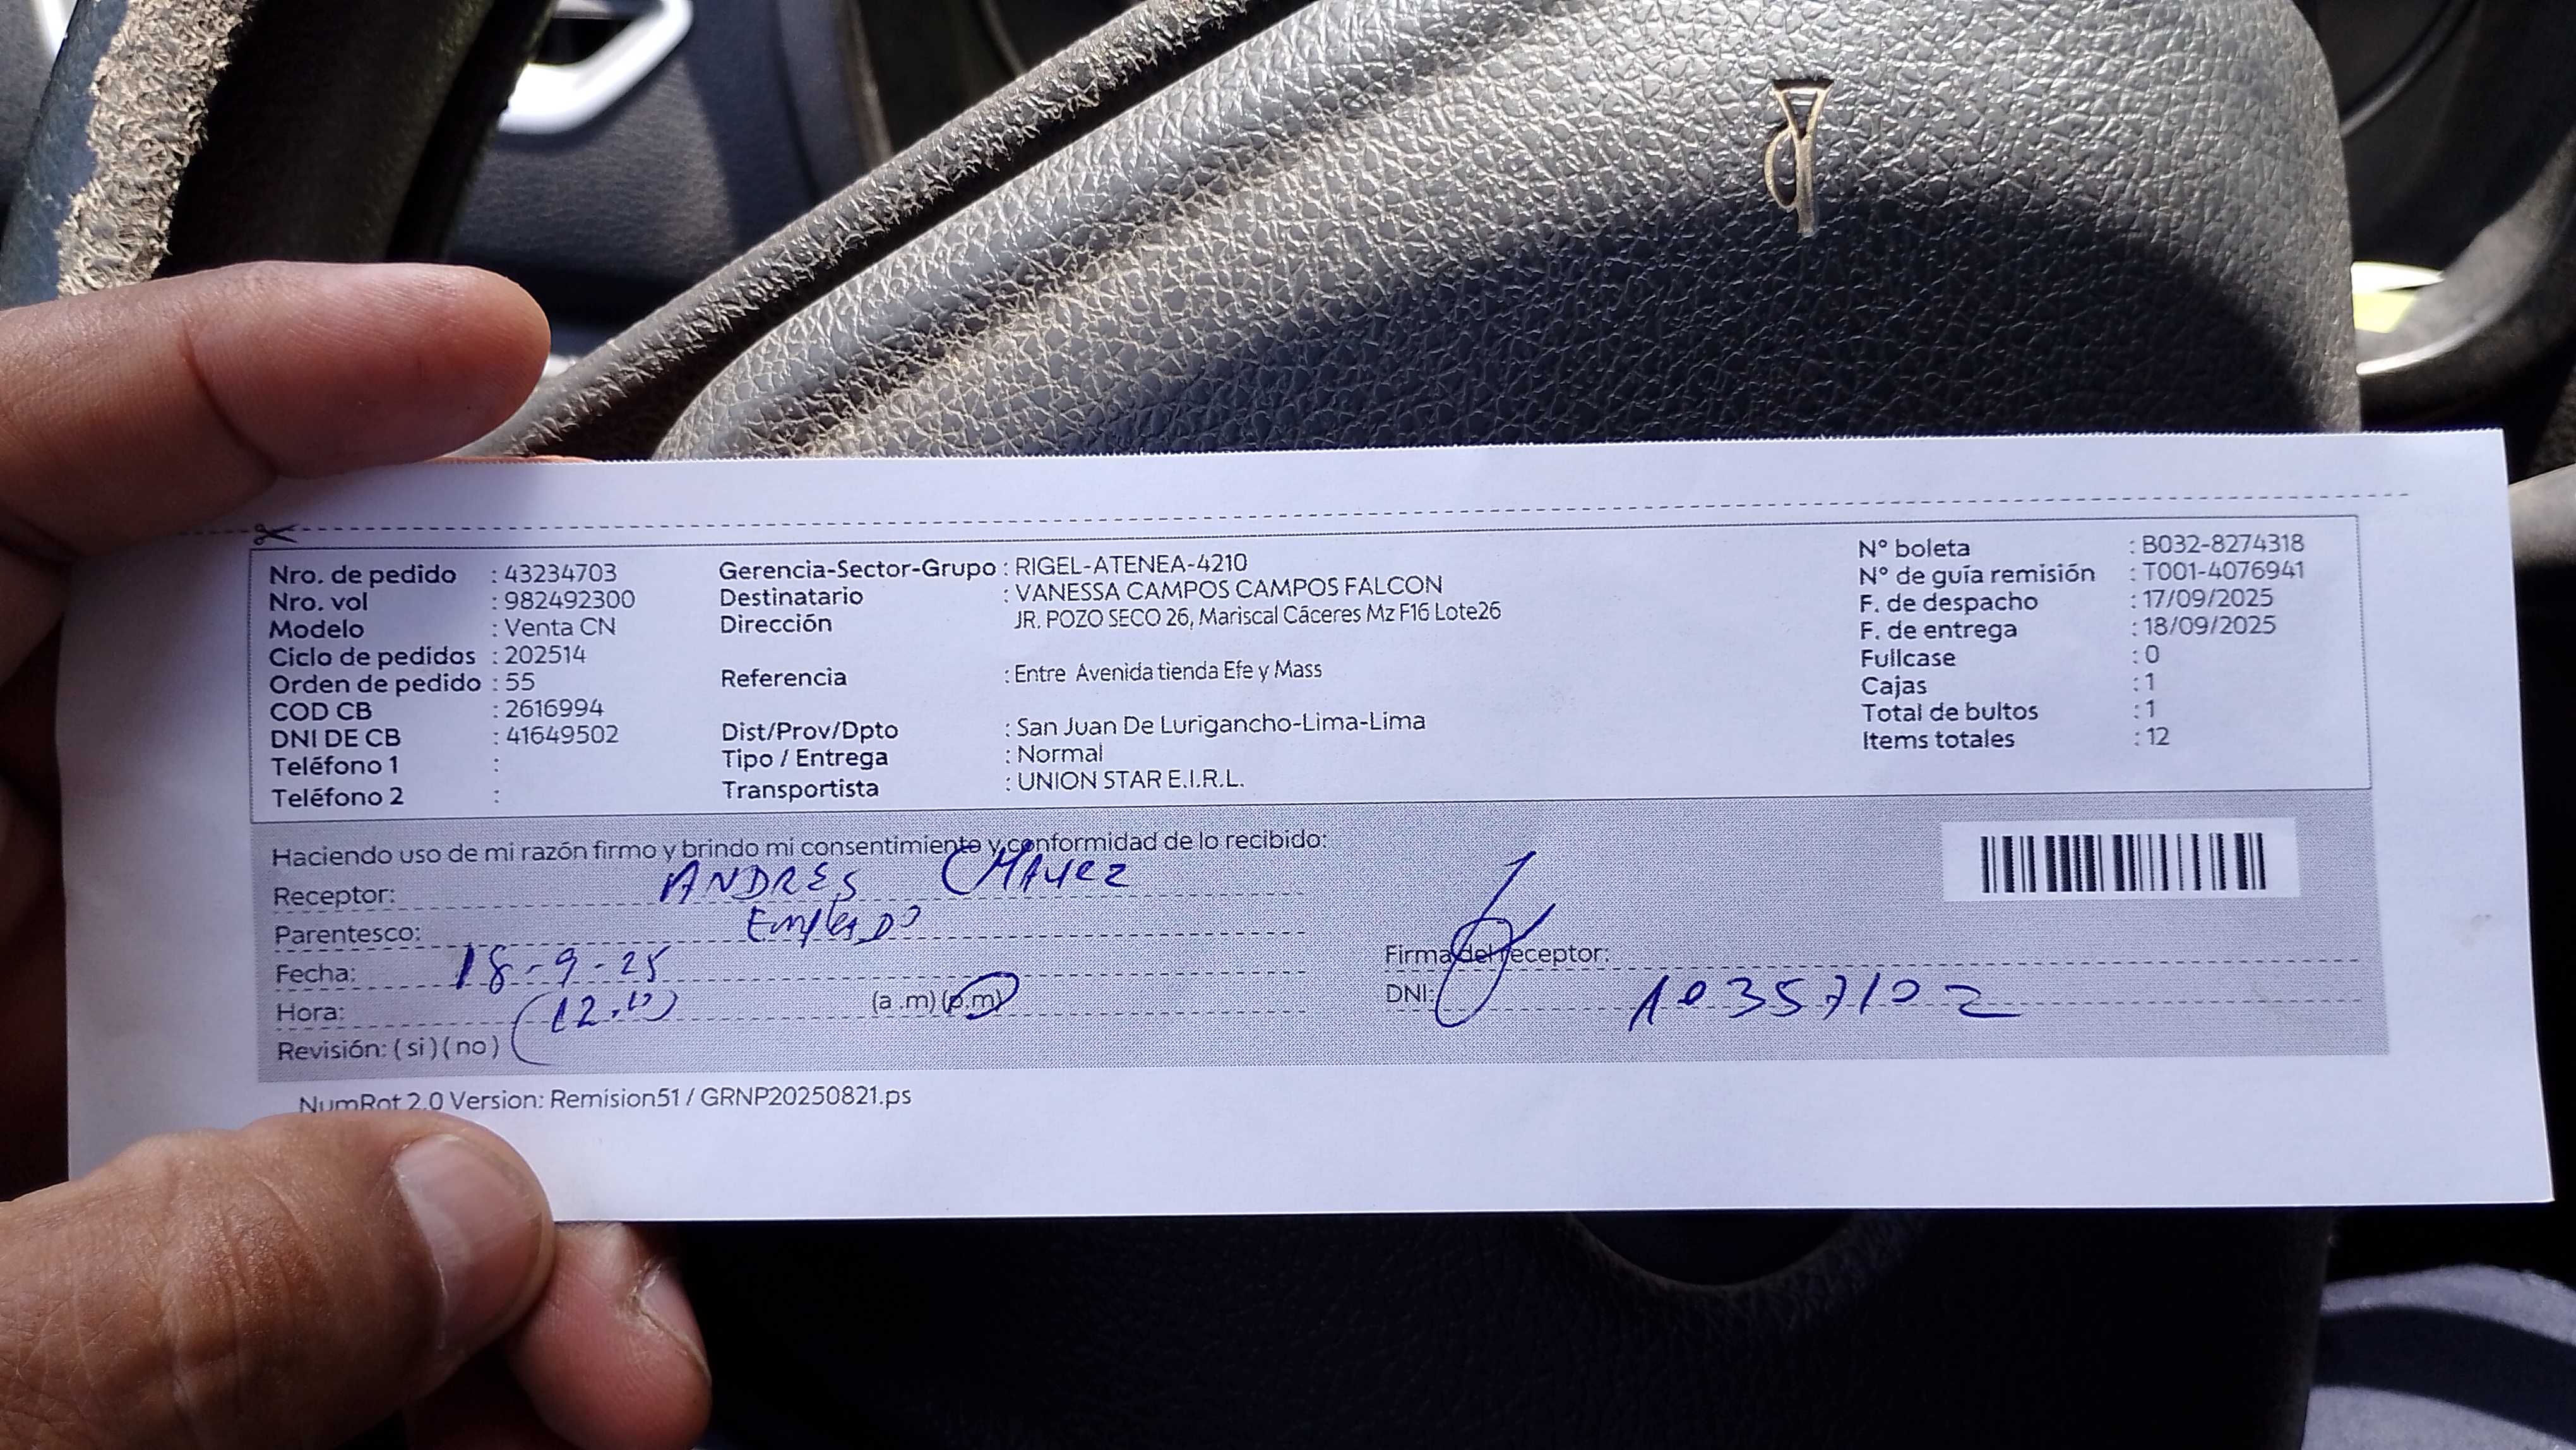 Nro. de pedido : 43234703
Nro. vol : 982492300
Modelo : Venta CN
Ciclo de pedidos : 202514
Orden de pedido : 55
COD CB : 2616994
DNI DE CB : 41649502
Teléfono 1 :
Teléfono 2 :
Gerencia-Sector-Grupo : RIGEL-ATENEA-4210
Destinatario : VANESSA CAMPOS CAMPOS FALCON
Dirección JR. POZO SECO 26, Mariscal Cáceres Mz F16 Lote26
Referencia : Entre Avenida tienda Efe y Mass
Dist/Prov/Dpto : San Juan De Lurigancho-Lima-Lima
Tipo / Entrega : Normal
Transportista : UNION STAR E.I.R.L.
N° boleta : B032-8274318
N° de guía remisión : T001-4076941
F. de despacho : 17/09/2025
F. de entrega : 18/09/2025
Fullcase : 0
Cajas : 1
Total de bultos : 1
Items totales : 12
Haciendo uso de mi razón firmo y brindo mi consentimiento y conformidad de lo recibido:
Receptor: ANDRES CHAVEZ
Parentesco:
Fecha: 18-9-25
Hora: (a .m) (p.m)
Revisión: ( si ) ( no )
Firma del receptor:
DNI: 10357102
NumRot 2.0 Version: Remision51 / GRNP20250821.ps